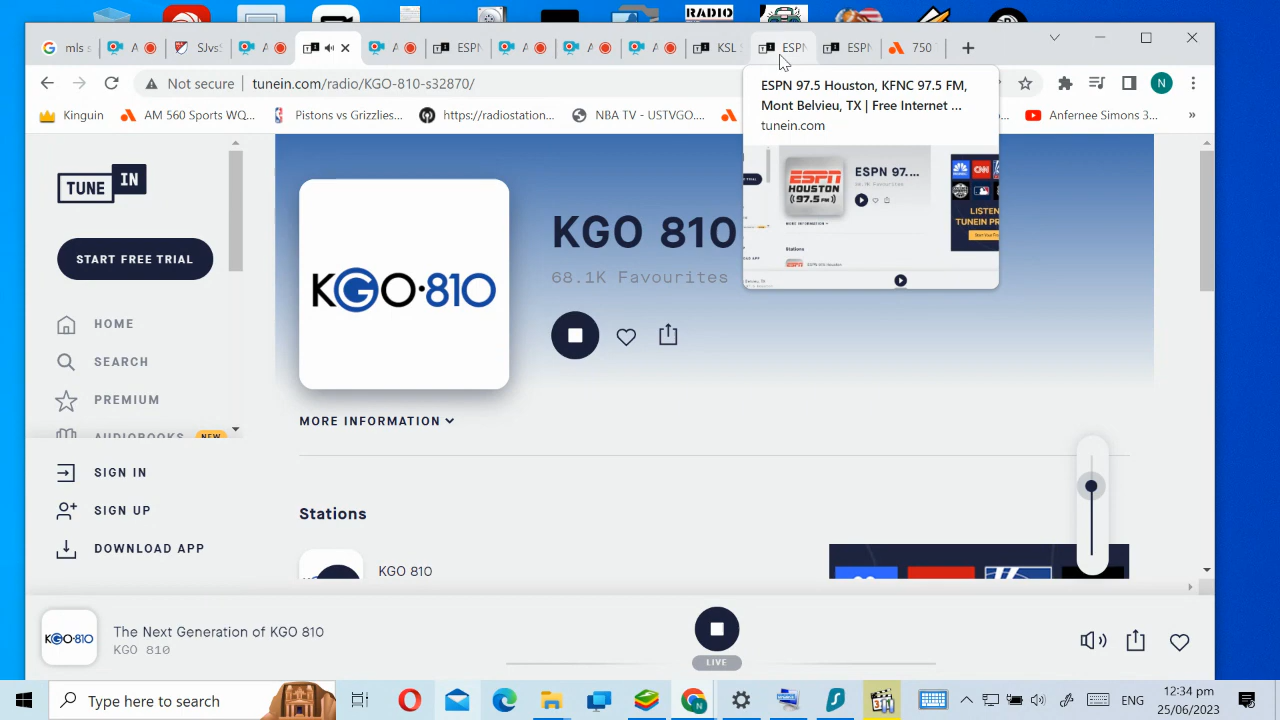 RADIO
mls s
A
SJvs
A
A
ESPN
A
A
A
KSL S
ESPN
ESPN
750
Not secure
tunein.com/radio/KGO-810-s32870/
N
ESPN 97.5 Houston, KFNC 97.5 FM,
Mont Belvieu, TX | Free Internet ...
tunein.com
Kinguin
AM 560 Sports WQ...
Pistons vs Grizzlies...
https://radiostation...
NBA TV - USTVGO...
Anfernee Simons 3...
»
TUNE IN
START FREE TRIAL
HOME
SEARCH
PREMIUM
AUDIOBOOKS NEW
SIGN IN
SIGN UP
DOWNLOAD APP
KGO·810
KGO 810
68.1K Favourites
MORE INFORMATION
ESPN
HOUSTON
97.5 FM
ESPN 97....
MORE INFORMATION
Stations
CNN
LISTEN
TUNEIN PR
Stations
KGO 810
KGO·810
The Next Generation of KGO 810
KGO 810
LIVE
Type here to search
ENG
12:34 pm
25/06/2023